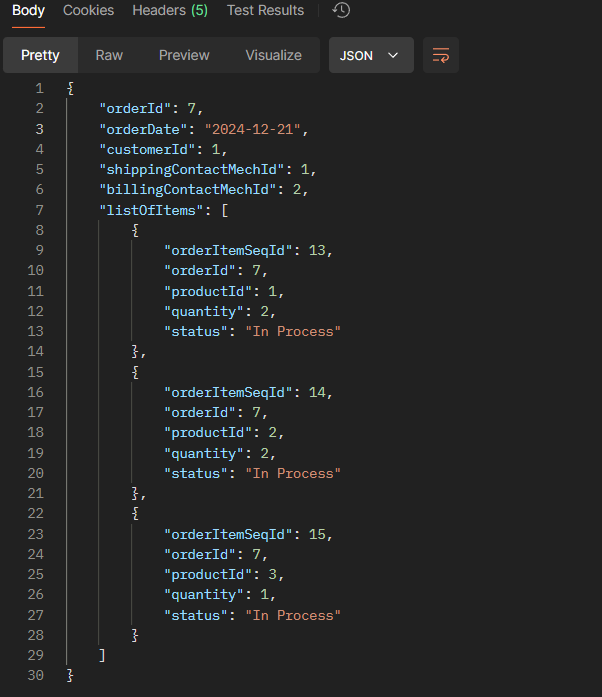 Body Cookies Headers (5) Test Results
Pretty Raw Preview Visualize JSON
1 {
2 "orderId": 7,
3 "orderDate": "2024-12-21",
4 "customerId": 1,
5 "shippingContactMechId": 1,
6 "billingContactMechId": 2,
7 "listOfItems": [
8 {
9 "orderItemSeqId": 13,
10 "orderId": 7,
11 "productId": 1,
12 "quantity": 2,
13 "status": "In Process"
14 },
15 {
16 "orderItemSeqId": 14,
17 "orderId": 7,
18 "productId": 2,
19 "quantity": 2,
20 "status": "In Process"
21 },
22 {
23 "orderItemSeqId": 15,
24 "orderId": 7,
25 "productId": 3,
26 "quantity": 1,
27 "status": "In Process"
28 }
29 ]
30 }